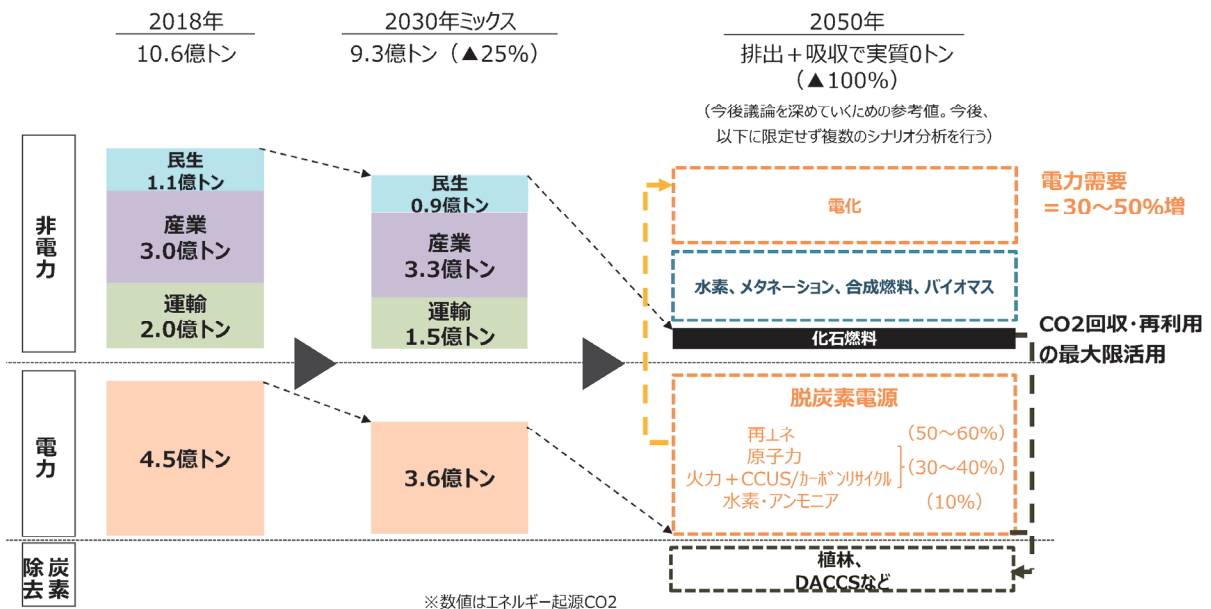 2018年
10.6億トン
2030年ミックス
9.3億トン（▲25%）
2050年
排出＋吸収で実質0トン
（▲100%）
（今後議論を深めていくための参考値。今後、
以下に限定せず複数のシナリオ分析を行う）
非電力
民生
1.1億トン
産業
3.0億トン
運輸
2.0億トン
民生
0.9億トン
産業
3.3億トン
運輸
1.5億トン
電化
電力需要
＝30～50%増
水素、メタネーション、合成燃料、バイオマス
化石燃料
CO2回収・再利用
の最大限活用
電力
4.5億トン
3.6億トン
脱炭素電源
再エネ （50～60%）
原子力
火力＋CCUS/ｶｰﾎﾞﾝﾘｻｲｸﾙ （30～40%）
水素・アンモニア （10%）
炭素除去
植林、
DACCSなど
※数値はエネルギー起源CO2